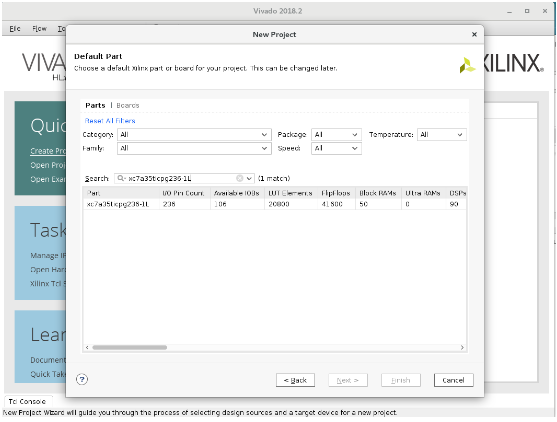 Vivado 2018.2
File Flow
New Project
Default Part
Choose a default Xilinx part or board for your project. This can be changed later.
VIVA
HL
XILINX
Parts | Boards
Reset All Filters
Category: All Package: All Temperature: All
Family: All Speed: All
Search: xc7a35ticpg236-1L (1 match)
Part I/O Pin Count Available IOBs LUT Elements FlipFlops Block RAMs Ultra RAMs DSPs
xc7a35ticpg236-1L 236 106 20800 41600 50 0 90
Quic
Create Pro
Open Proj
Open Exar
Task
Manage IF
Open Hard
Xilinx Tcl S
Lear
Document
Quick Take
? < Back Next > Finish Cancel
Tcl Console
New Project Wizard will guide you through the process of selecting design sources and a target device for a new project.